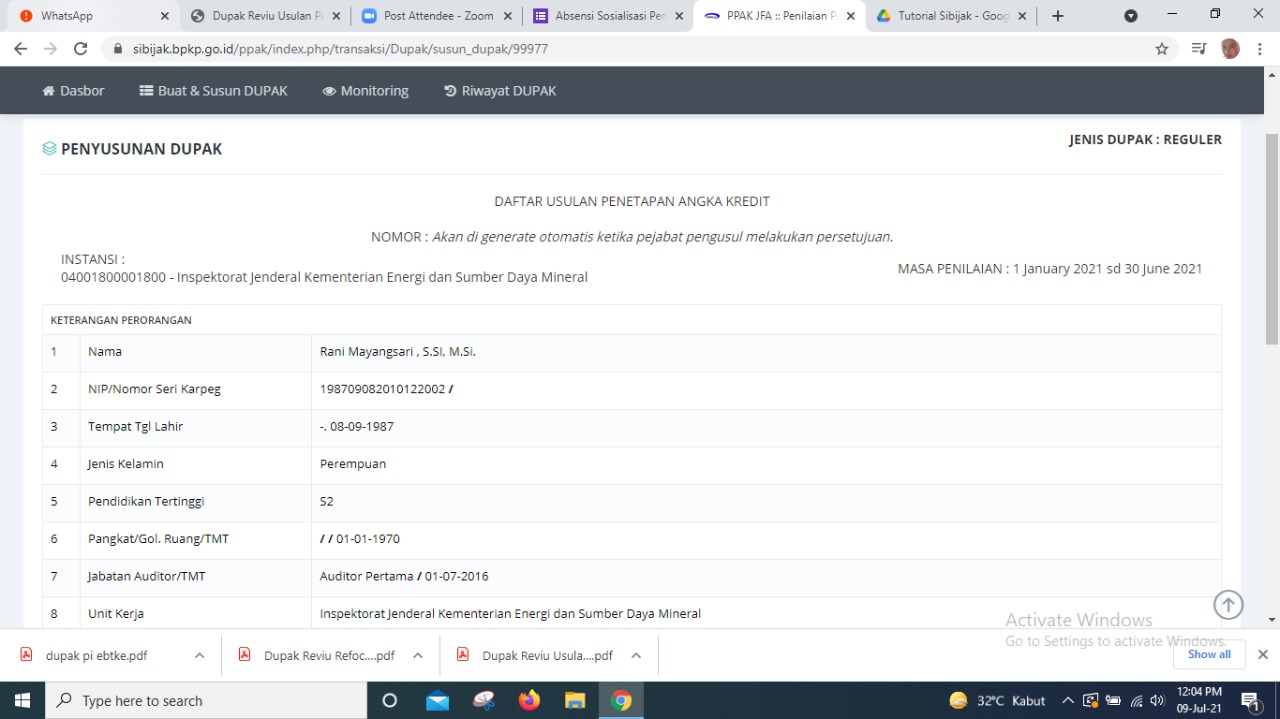 WhatsApp
Dupak Reviu Usulan P
Post Attendee - Zoom
Absensi Sosialisasi Pen
PPAK JFA :: Penilaian P
Tutorial Sibijak - Goog
sibijak.bpkp.go.id/ppak/index.php/transaksi/Dupak/susun_dupak/99977
Dasbor
Buat & Susun DUPAK
Monitoring
Riwayat DUPAK
PENYUSUNAN DUPAK
JENIS DUPAK : REGULER
DAFTAR USULAN PENETAPAN ANGKA KREDIT
NOMOR : Akan di generate otomatis ketika pejabat pengusul melakukan persetujuan.
INSTANSI :
04001800001800 - Inspektorat Jenderal Kementerian Energi dan Sumber Daya Mineral
MASA PENILAIAN : 1 January 2021 sd 30 June 2021
KETERANGAN PERORANGAN
1 Nama Rani Mayangsari , S.SI, M.Si.
2 NIP/Nomor Seri Karpeg 198709082010122002 /
3 Tempat Tgl Lahir -, 08-09-1987
4 Jenis Kelamin Perempuan
5 Pendidikan Tertinggi S2
6 Pangkat/Gol. Ruang/TMT / / 01-01-1970
7 Jabatan Auditor/TMT Auditor Pertama / 01-07-2016
8 Unit Kerja Inspektorat Jenderal Kementerian Energi dan Sumber Daya Mineral
Activate Windows
Go to Settings to activate Windows.
dupak pi ebtke.pdf
Dupak Reviu Refoc....pdf
Dupak Reviu Usula....pdf
Show all
Type here to search
32°C Kabut
12:04 PM
09-Jul-21
1